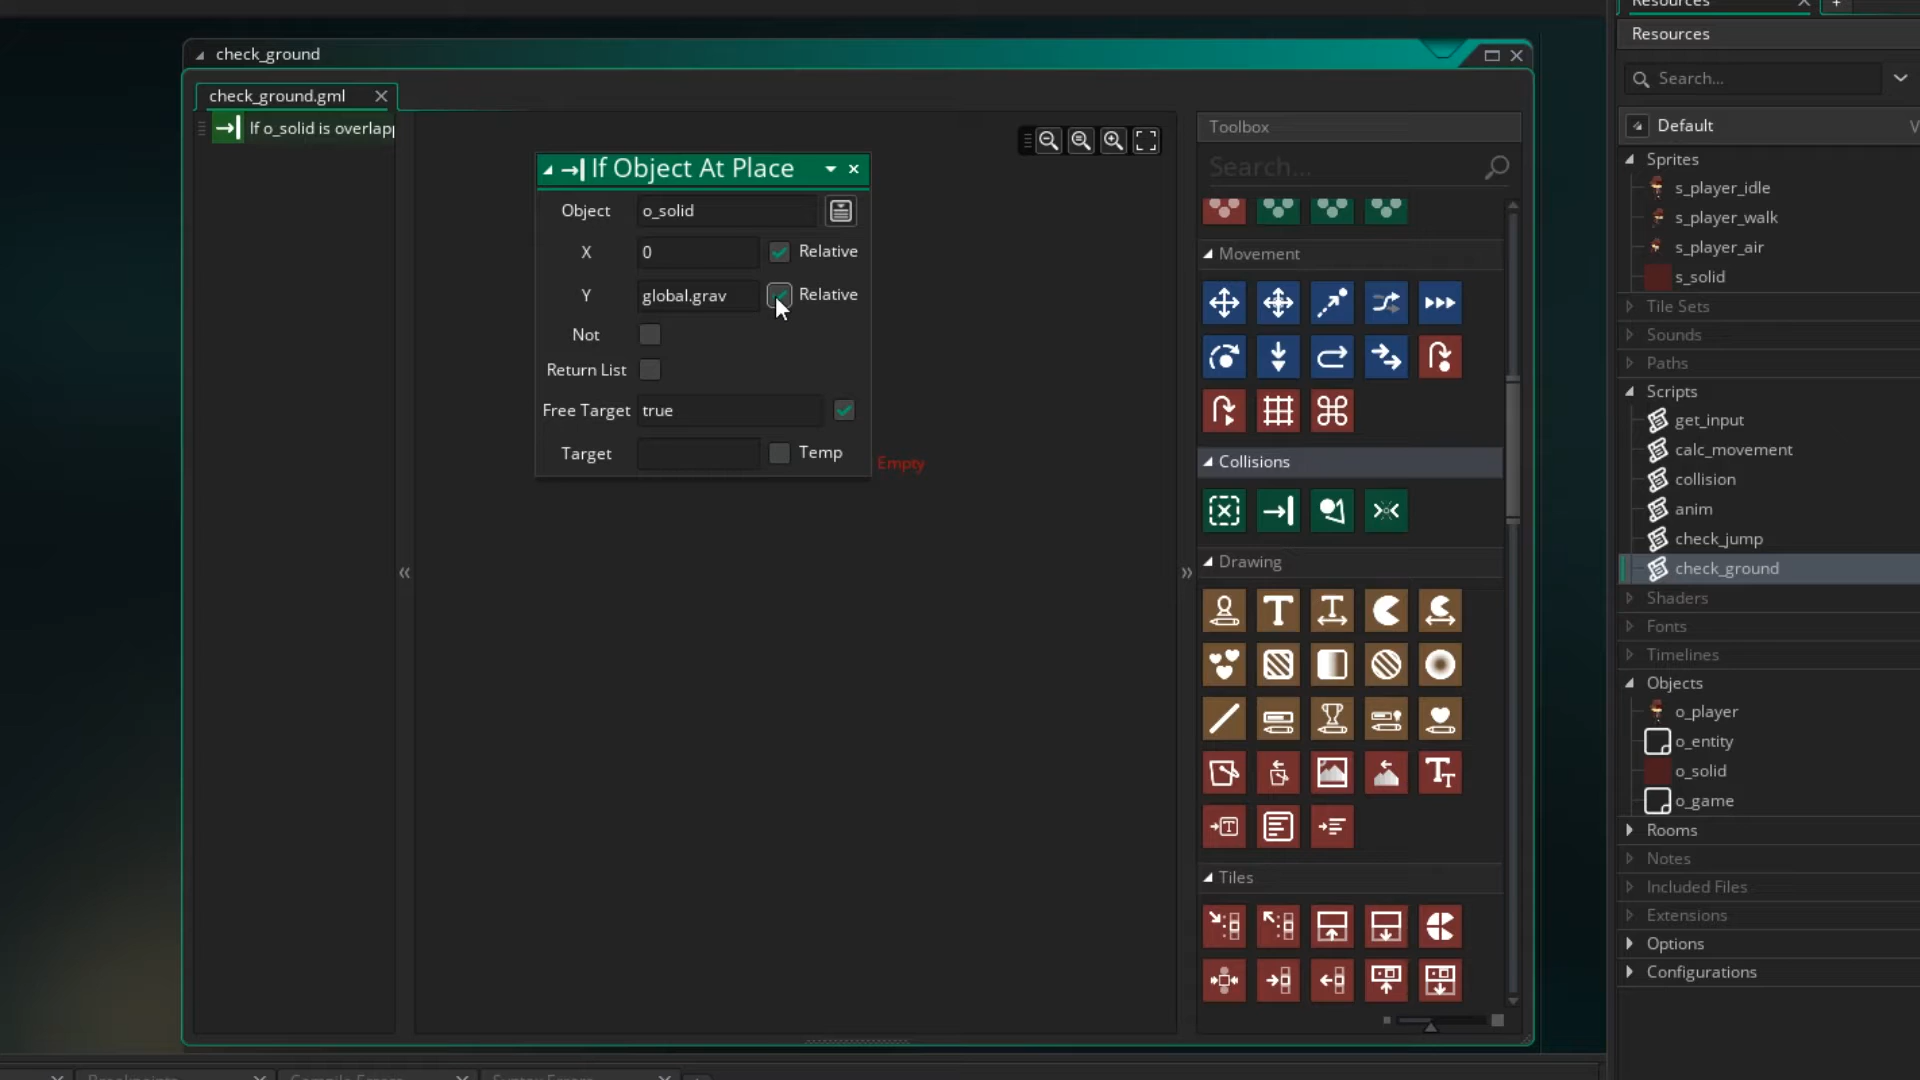 Resources
+
check_ground
Resources
check_ground.gml
Search...
If o_solid is overlap
If Object At Place
Toolbox
Default
Search...
Sprites
Object
o_solid
s_player_idle
s_player_walk
X
0
Relative
Movement
s_player_air
Y
global.grav
Relative
s_solid
Tile Sets
Not
Sounds
Return List
Paths
Free Target
true
Scripts
get_input
Target
Temp
Empty
Collisions
calc_movement
collision
anim
check_jump
Drawing
check_ground
Shaders
Fonts
Timelines
Objects
o_player
o_entity
o_solid
o_game
Rooms
Notes
Tiles
Included Files
Extensions
Options
Configurations